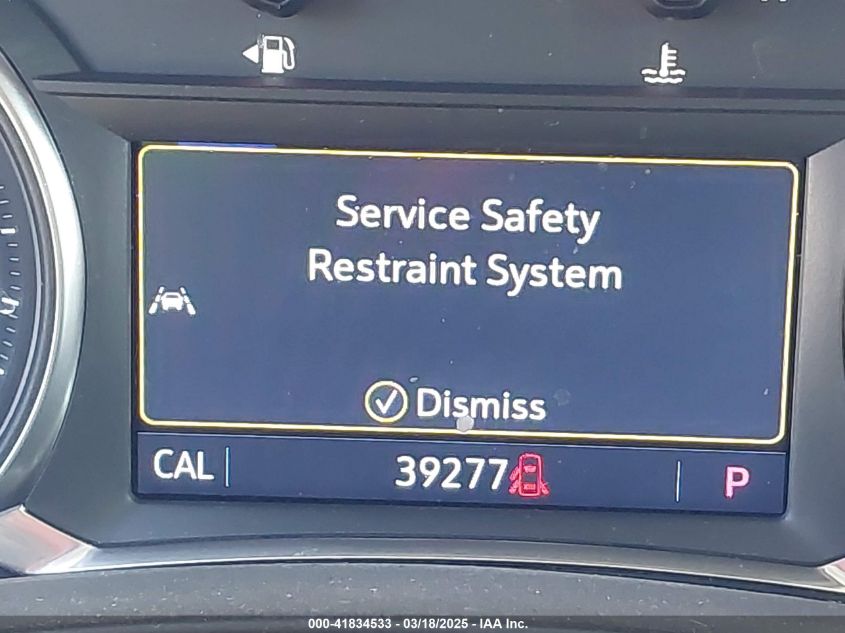 Service Safety
Restraint System
Dismiss
CAL 39277 P
000-41834533 - 03/18/2025 - IAA Inc.